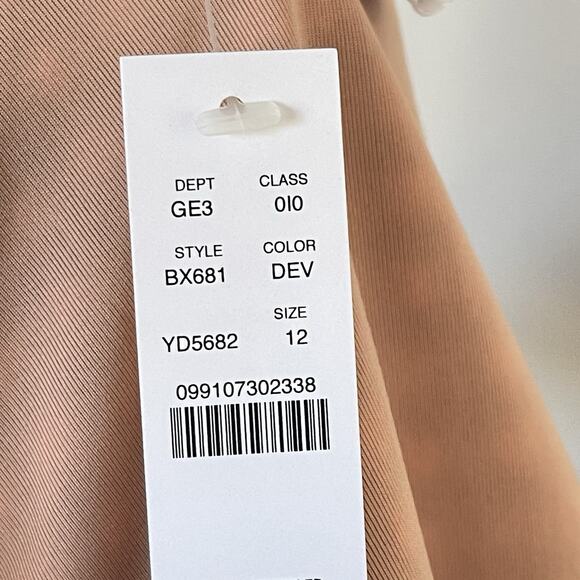 DEPT CLASS
GE3 0I0
STYLE COLOR
BX681 DEV
SIZE
YD5682 12
099107302338